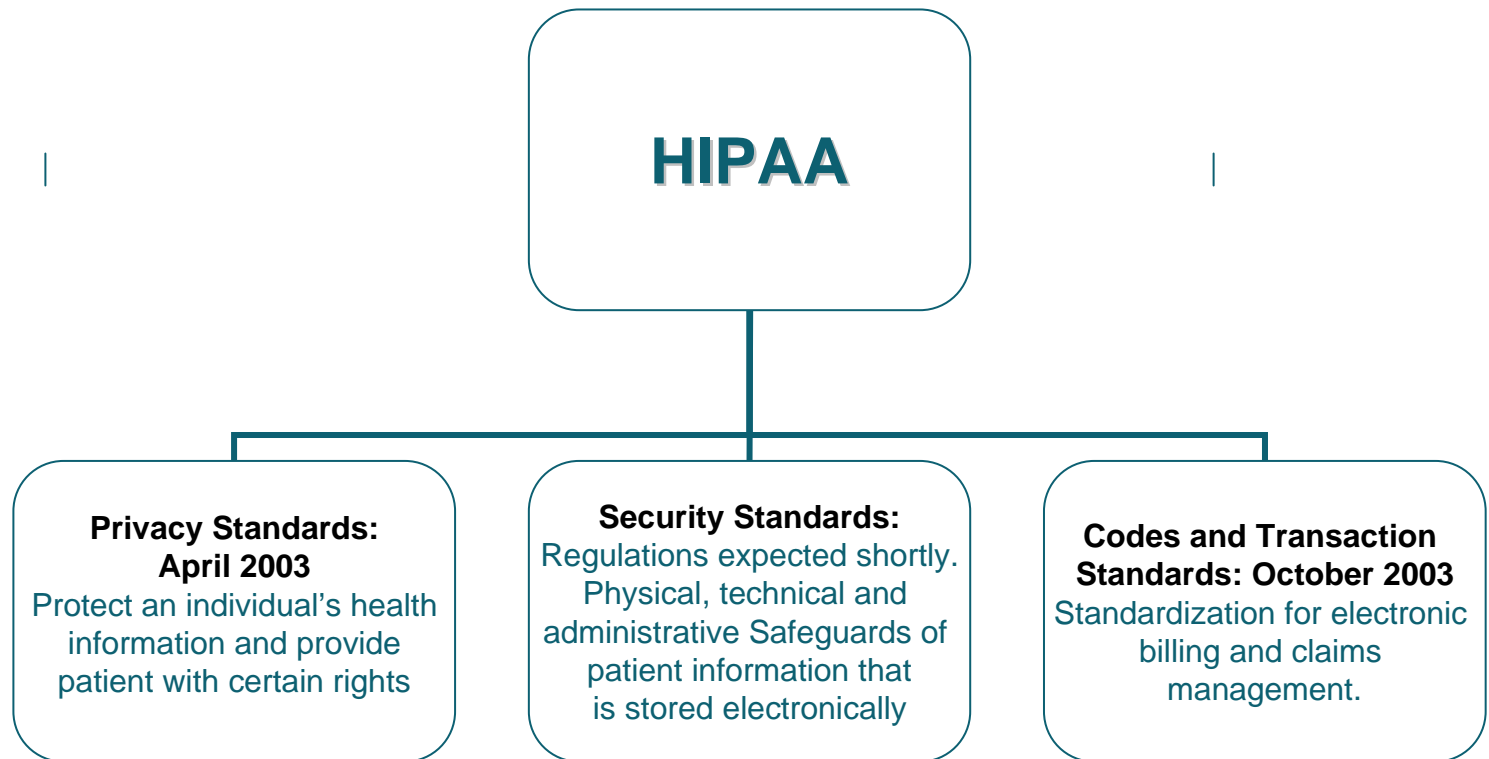 HIPAA
Privacy Standards:
April 2003
Protect an individual’s health
information and provide
patient with certain rights
Security Standards:
Regulations expected shortly.
Physical, technical and
administrative Safeguards of
patient information that
is stored electronically
Codes and Transaction
Standards: October 2003
Standardization for electronic
billing and claims
management.